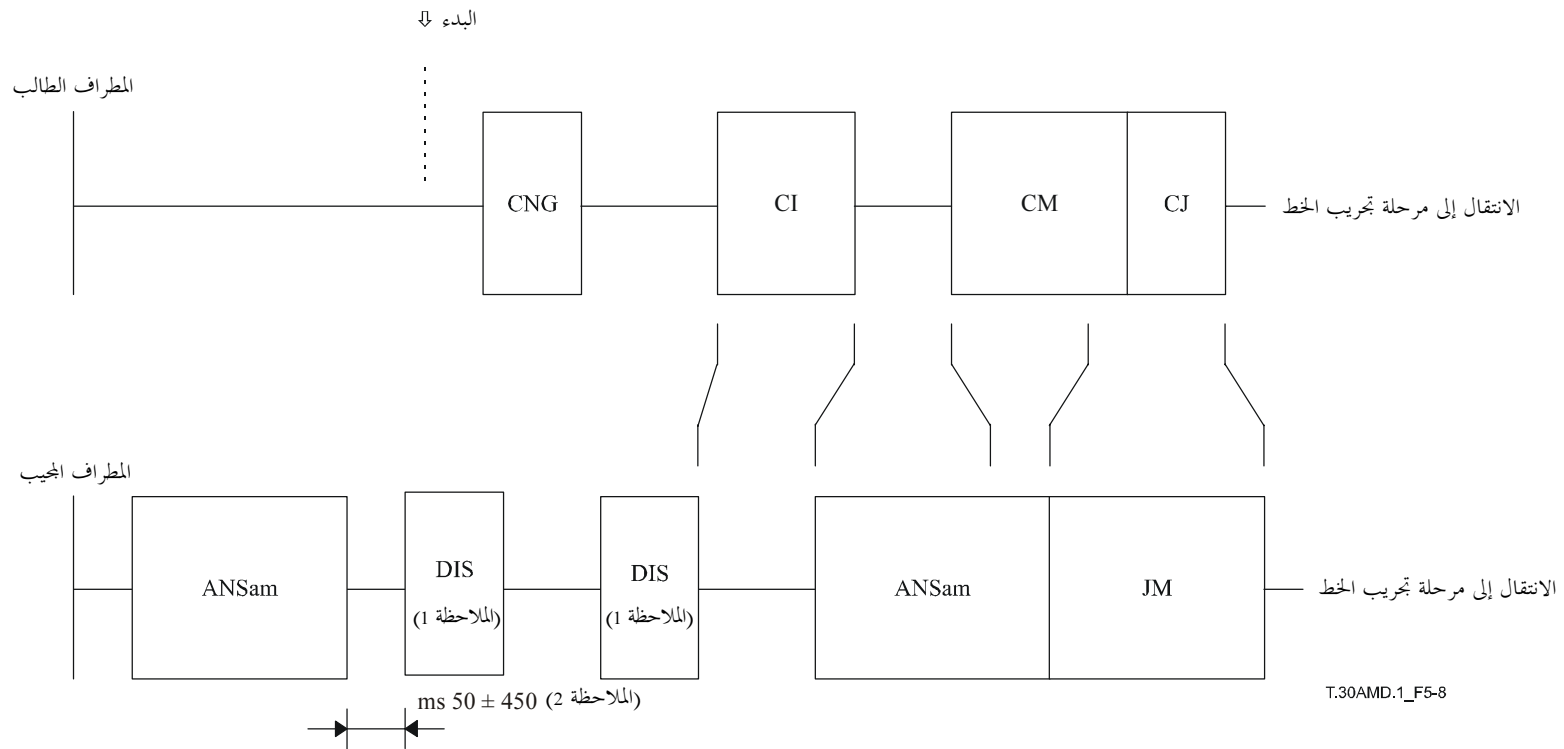 البدء ⇩
المطراف الطالب
CNG
CI
CM
CJ
الانتقال إلى مرحلة تجريب الخط
المطراف المجيب
ANSam
DIS
(الملاحظة 1)
DIS
(الملاحظة 1)
ANSam
JM
الانتقال إلى مرحلة تجريب الخط
ms 50 ± 450 (الملاحظة 2)
T.30AMD.1_F5-8